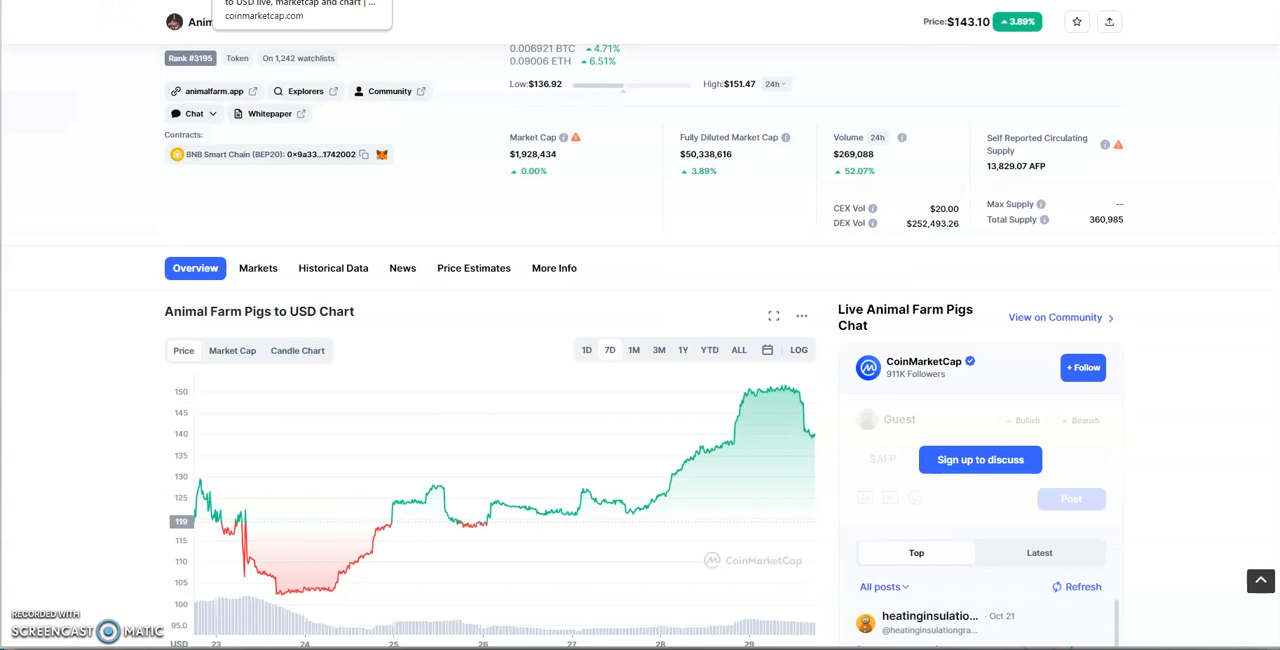 to USD live, marketcap and chart | ...
coinmarketcap.com
Anim
Price: $143.10 3.89%
Rank #3195 Token On 1,242 watchlists
0.006921 BTC 4.71%
0.09006 ETH 6.51%
Low: $136.92 High: $151.47 24h
animalfarm.app Explorers Community
Chat Whitepaper
Contracts:
BNB Smart Chain (BEP20): 0x9a33...1742002
Market Cap
$1,928,434
0.00%
Fully Diluted Market Cap
$50,338,616
3.89%
Volume 24h
$269,088
52.07%
CEX Vol $20.00
DEX Vol $252,493.26
Self Reported Circulating
Supply
13,829.07 AFP
Max Supply --
Total Supply 360,985
Overview Markets Historical Data News Price Estimates More Info
Animal Farm Pigs to USD Chart
Price Market Cap Candle Chart
1D 7D 1M 3M 1Y YTD ALL LOG
150
145
140
135
130
125
119
115
110
105
100
95.0
USD 23 24 25 26 27 28 29
CoinMarketCap
Live Animal Farm Pigs
Chat
View on Community
CoinMarketCap
911K Followers
+ Follow
Guest
Bullish Bearish
$AFP
Sign up to discuss
Post
Top Latest
All posts Refresh
heatinginsulatio... · Oct 21
@heatinginsulationgra...
RECORDED WITH
SCREENCAST MATIC